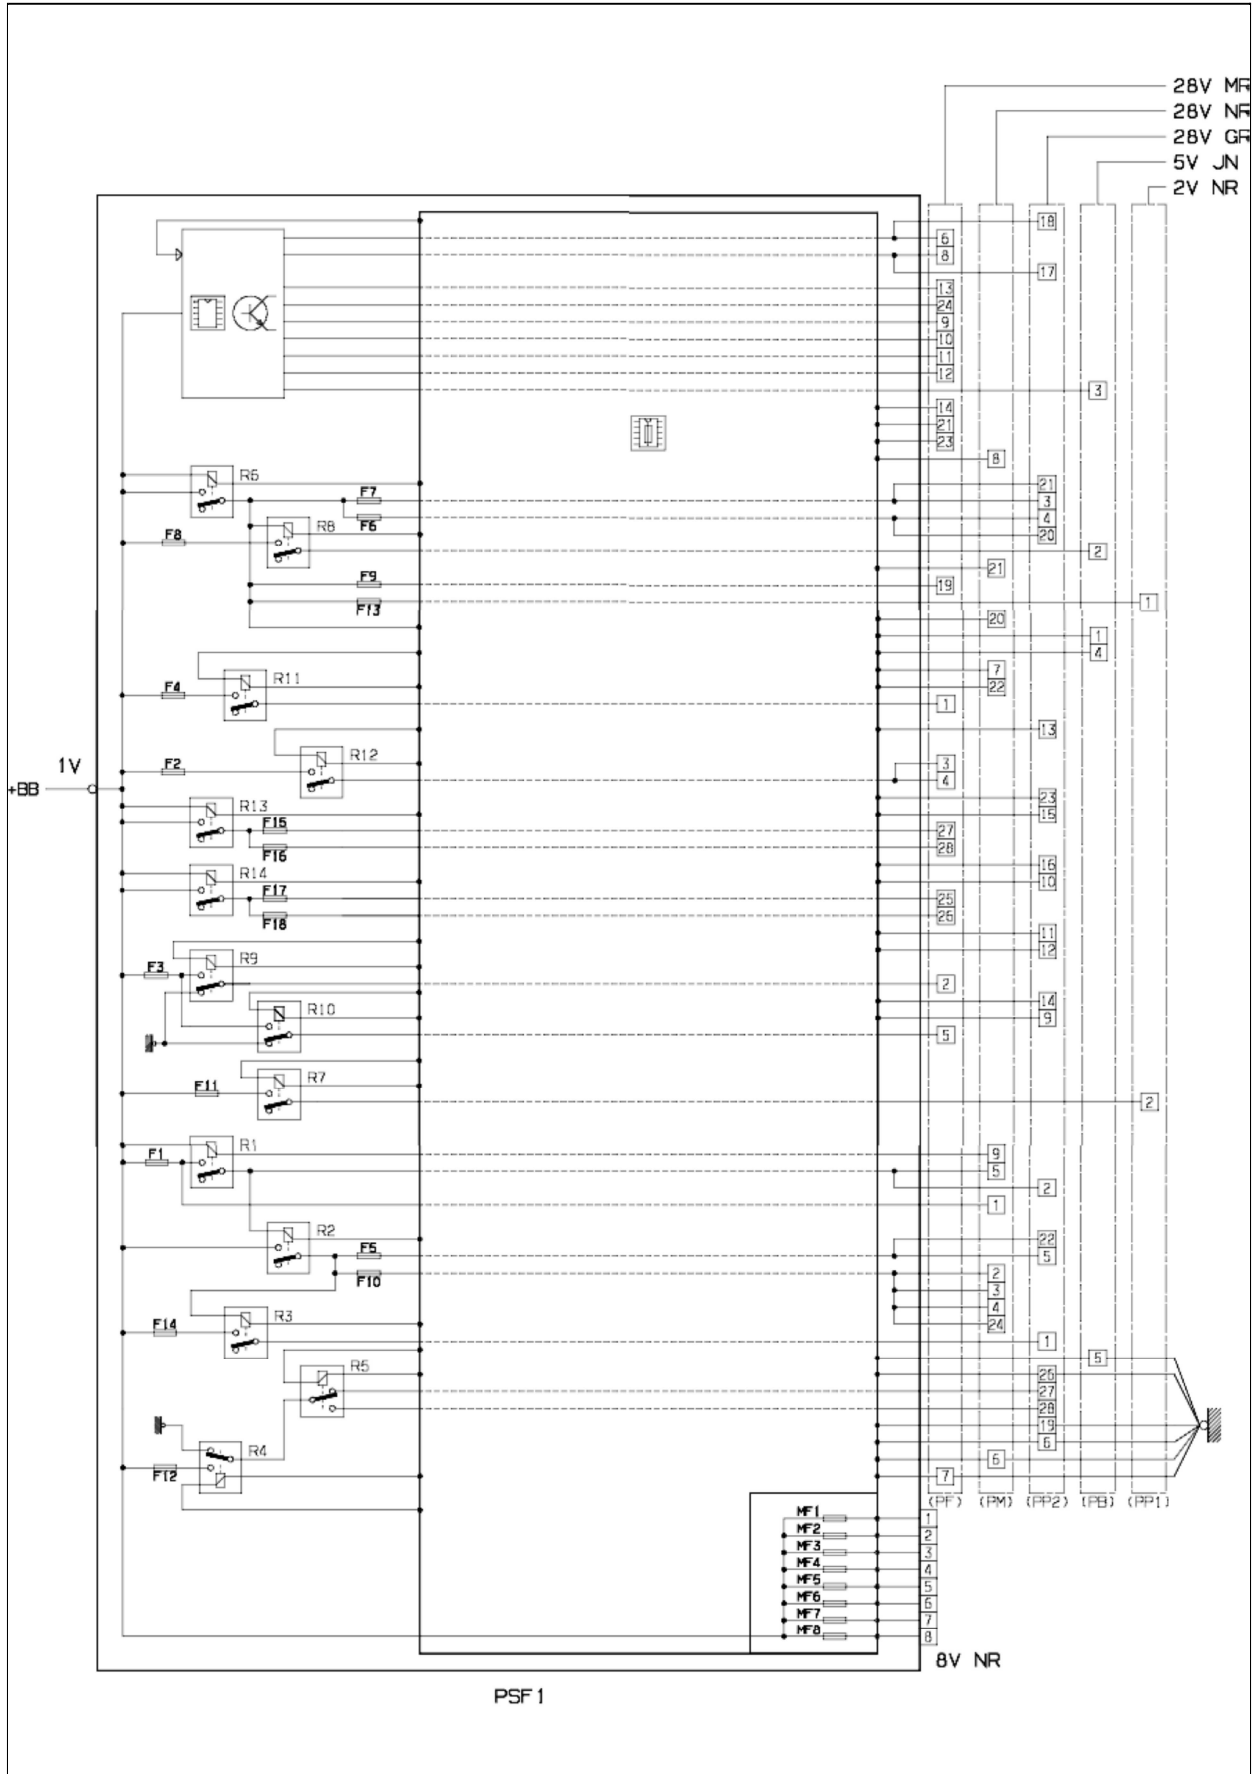 28V MR
28V NR
28V GR
5V JN
2V NR
18
6
8
17
13
24
9
10
11
12
3
14
21
23
8
R6
21
F7
3
F6
4
R8
20
F8
2
21
F9
19
F13
1
20
1
4
7
R11
22
F4
1
13
R12
3
1V
F2
4
+BB
23
R13
15
F15
27
F16
28
16
R14
10
F17
25
F18
26
11
12
R9
F3
2
14
R10
9
5
R7
F11
2
R1
9
F1
5
2
1
R2
22
F5
5
F10
2
3
4
R3
24
F14
1
5
R5
26
27
28
19
6
R4
6
F12
7
(PF) (PM) (PP2) (PB) (PP1)
MF1
1
MF2
2
MF3
3
MF4
4
MF5
5
MF6
6
MF7
7
MF8
8
8V NR
PSF1